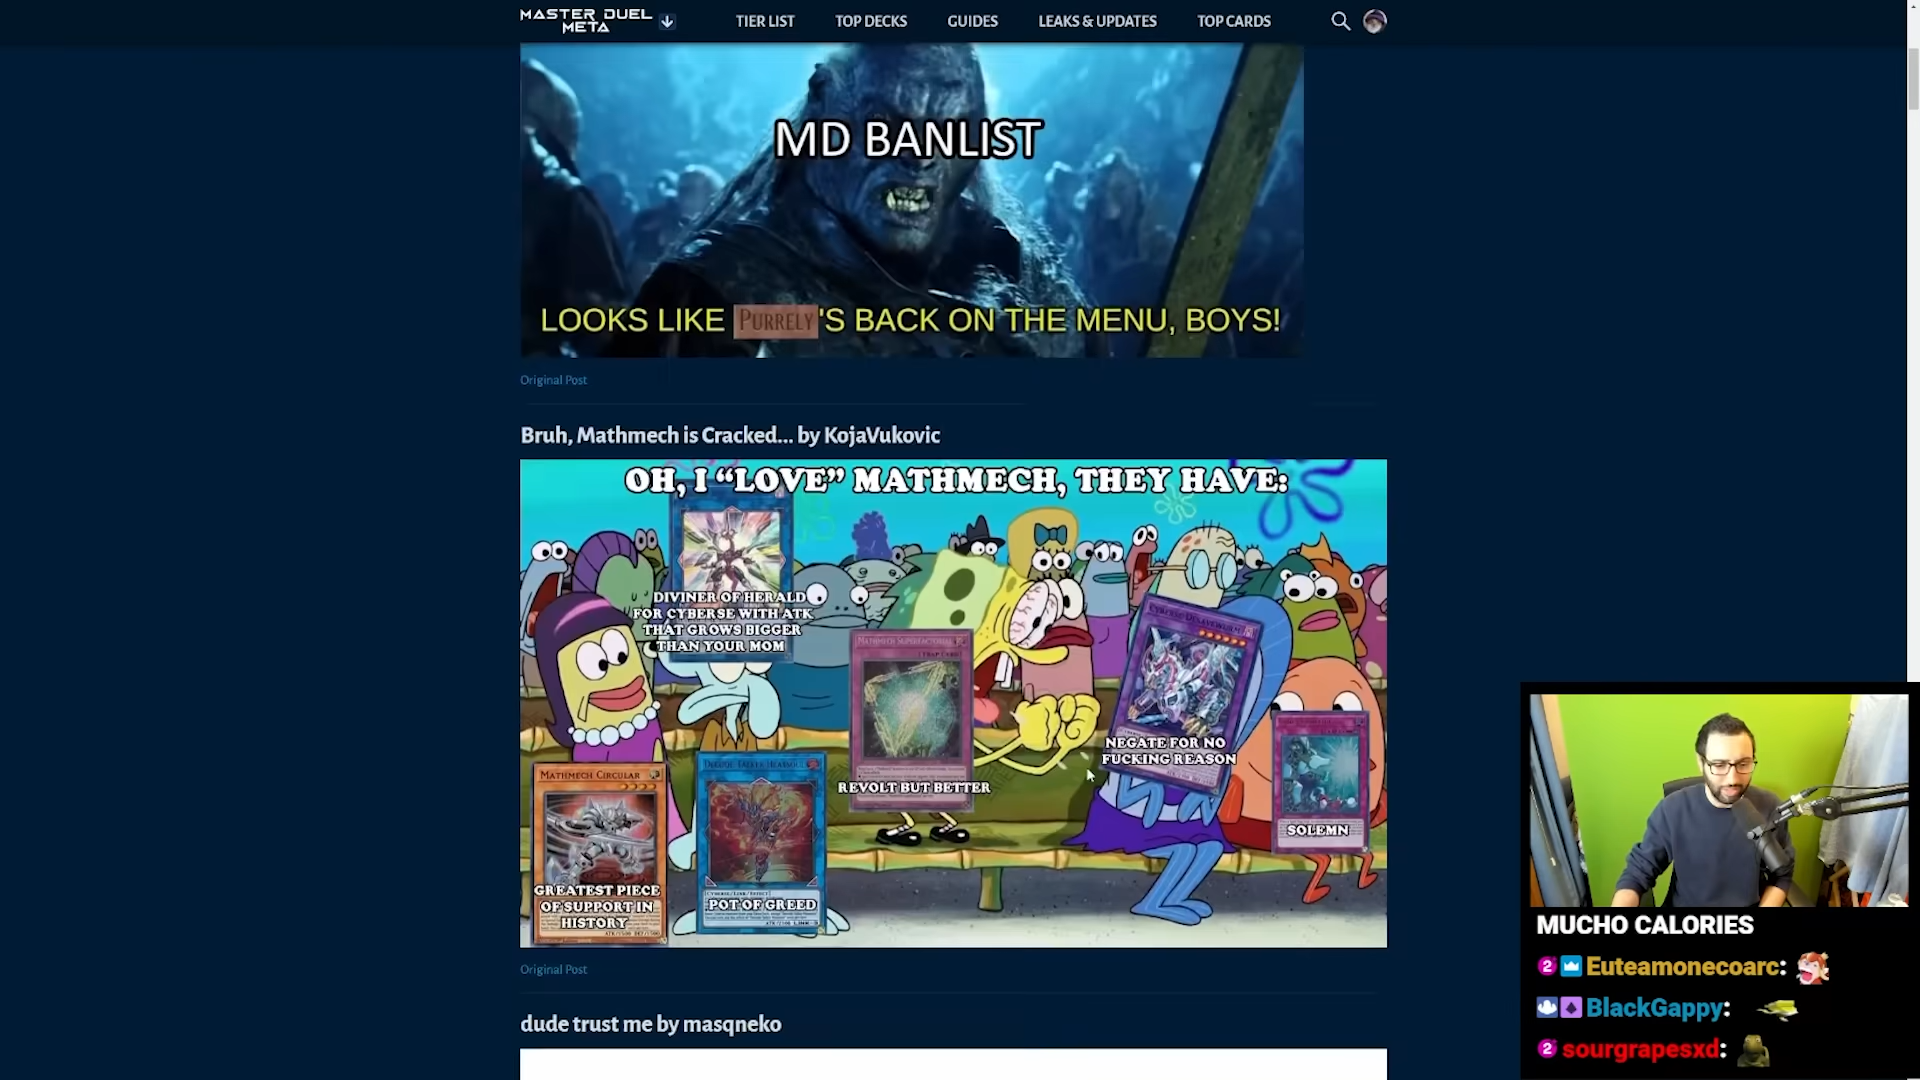 MASTER DUEL
META
TIER LIST
TOP DECKS
GUIDES
LEAKS & UPDATES
TOP CARDS
MD BANLIST
LOOKS LIKE PURRELY'S BACK ON THE MENU, BOYS!
Original Post
Bruh, Mathmech is Cracked... by KojaVukovic
OH, I “LOVE” MATHMECH, THEY HAVE:
DIVINER OF HERALD
FOR CYBERSE WITH ATK
THAT GROWS BIGGER
THAN YOUR MOM
MATHMECH SUPERFACTORIAL
REVOLT BUT BETTER
NEGATE FOR NO
FUCKING REASON
SOLEMN
MATHMECH CIRCULAR
GREATEST PIECE
OF SUPPORT IN
HISTORY
POT OF GREED
Original Post
dude trust me by masqneko
MUCHO CALORIES
Euteamonecoarc:
BlackGappy:
sourgrapesxd: